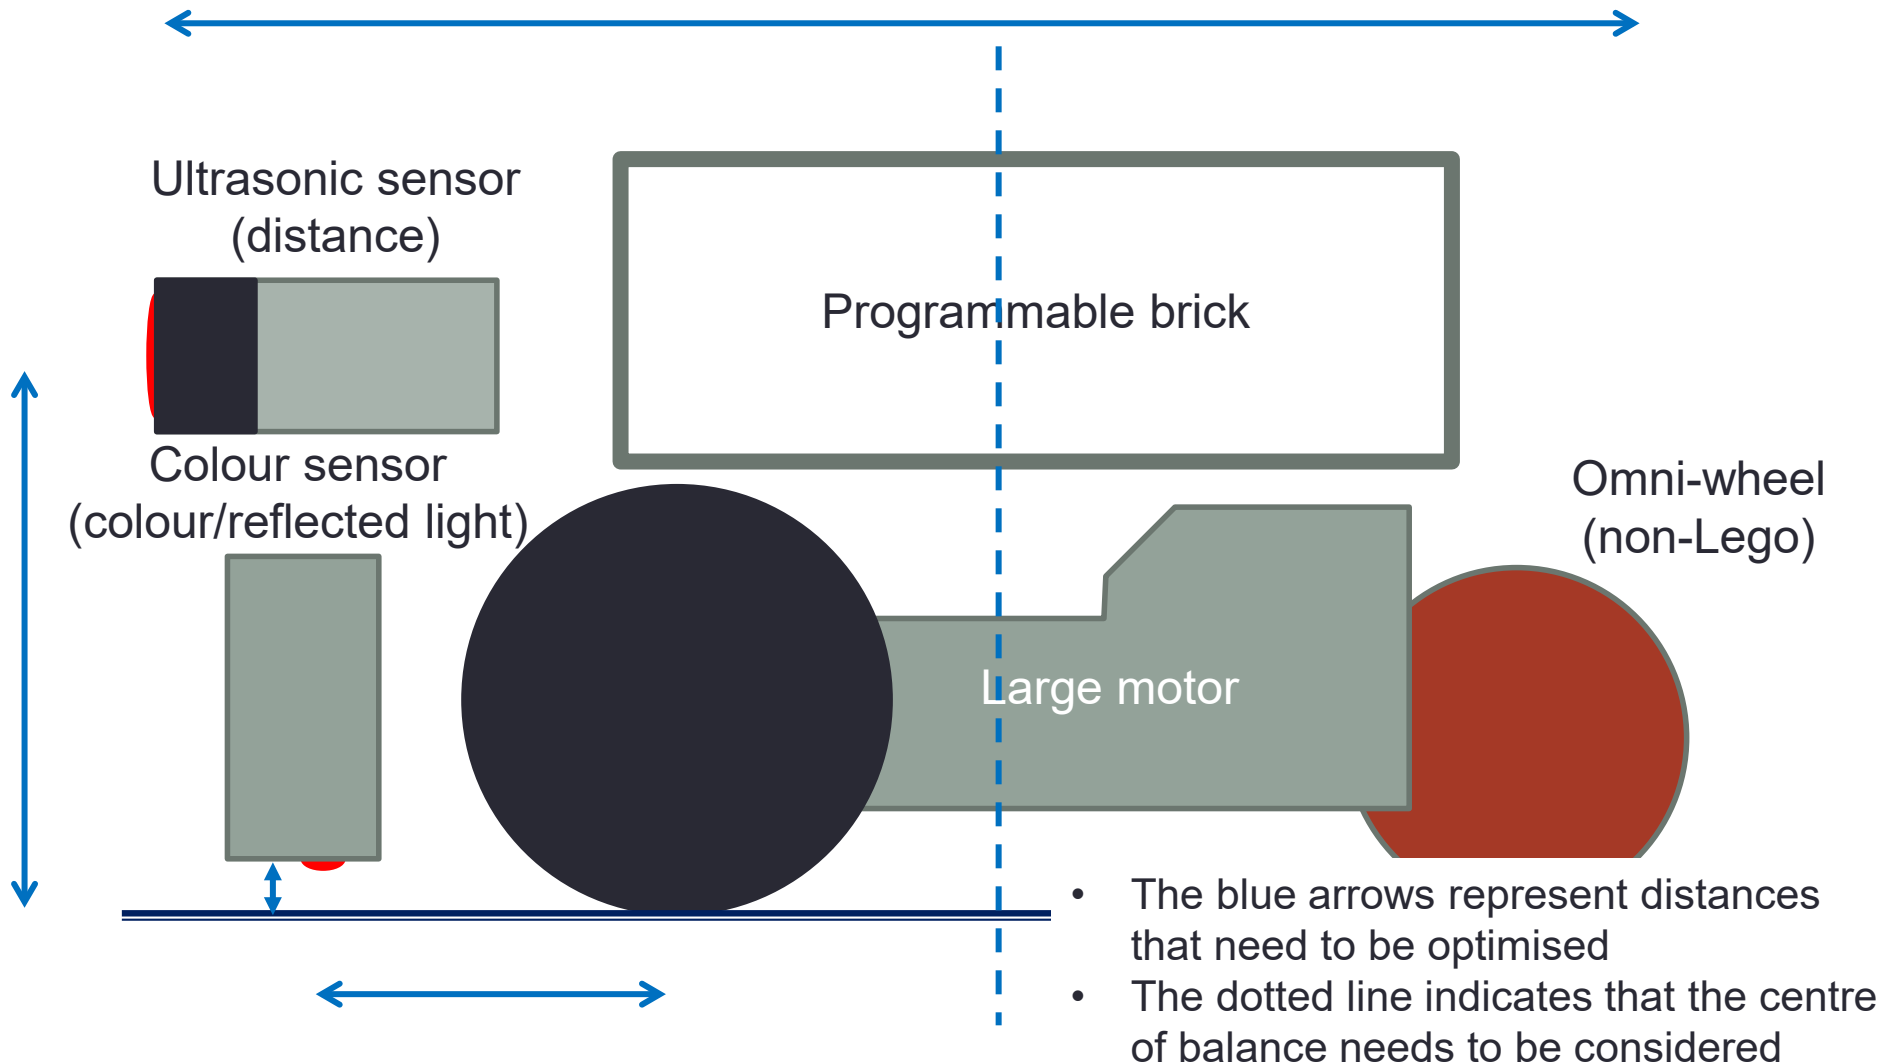 Ultrasonic sensor
(distance)
Programmable brick
Colour sensor
(colour/reflected light)
Omni-wheel
(non-Lego)
Large motor
• The blue arrows represent distances
that need to be optimised
• The dotted line indicates that the centre
of balance needs to be considered